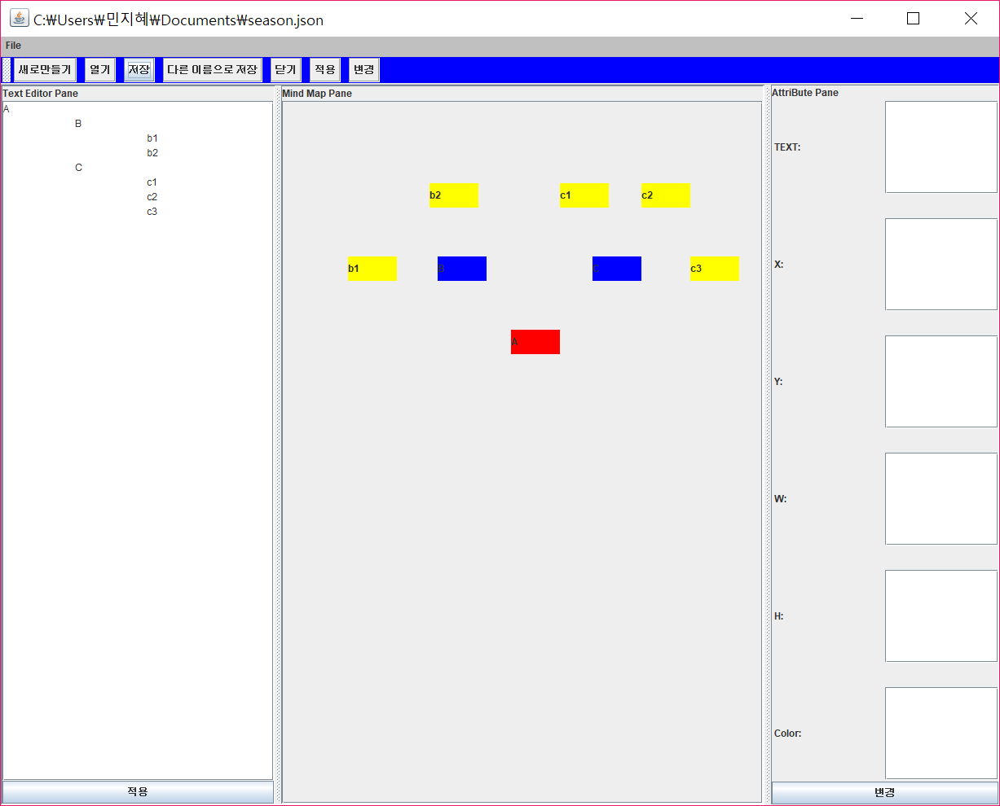 C:₩Users₩민지혜₩Documents₩season.json
File
새로만들기 열기 저장 다른 이름으로 저장 닫기 적용 변경
Text Editor Pane
A
B
b1
b2
C
c1
c2
c3
적용
Mind Map Pane
b2 c1 c2
b1 B C c3
A
AttriBute Pane
TEXT:
X:
Y:
W:
H:
Color:
변경